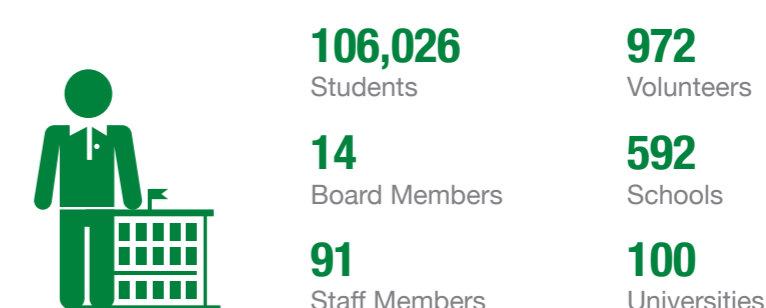 106,026
Students
972
Volunteers
14
Board Members
592
Schools
91
Staff Members
100
Universities